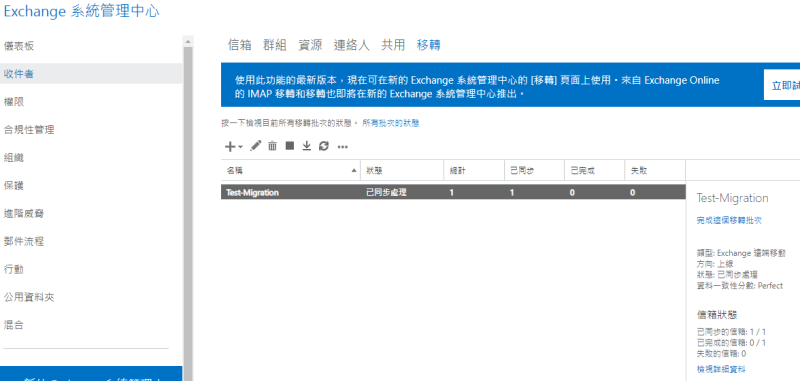 Exchange 系統管理中心
儀表板
收件者
權限
合規性管理
組織
保護
進階威脅
郵件流程
行動
公用資料夾
混合
信箱 群組 資源 連絡人 共用 移轉
使用此功能的最新版本，現在可在新的 Exchange 系統管理中心的 [移轉] 頁面上使用。來自 Exchange Online
的 IMAP 移轉和移轉也即將在新的 Exchange 系統管理中心推出。
立即試
按一下檢視目前所有移轉批次的狀態。 所有批次的狀態
名稱 狀態 總計 已同步 已完成 失敗
Test-Migration 已同步處理 1 1 0 0
Test-Migration
完成這個移轉批次
類型: Exchange 遠端移動
方向: 上線
狀態: 已同步處理
資料一致性分數: Perfect
信箱狀態
已同步的信箱: 1 / 1
已完成的信箱: 0 / 1
失敗的信箱: 0
檢視詳細資料